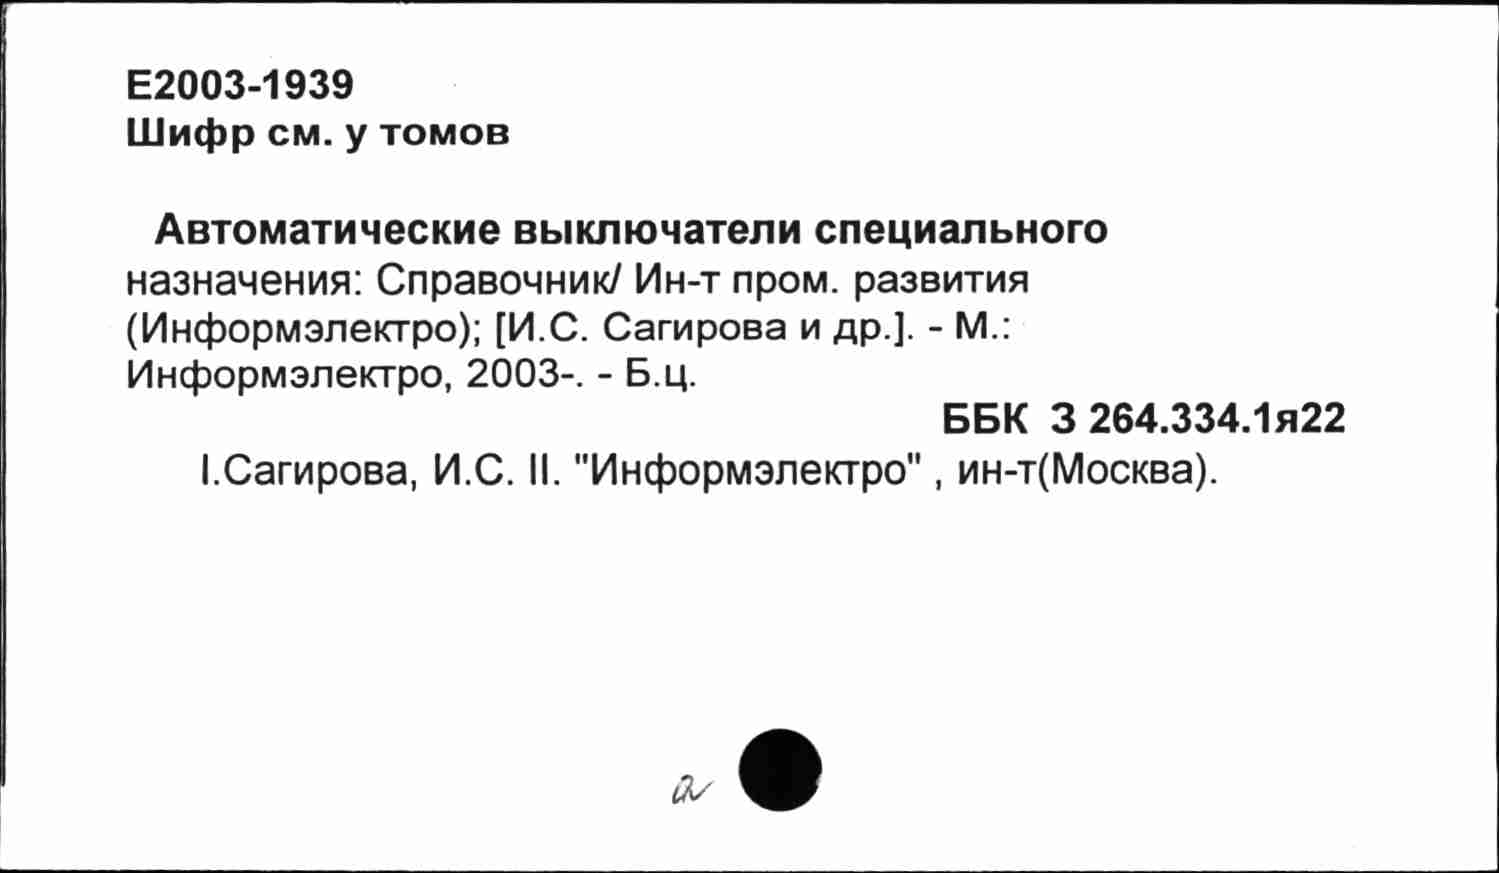 Е2003-1939
Шифр см. у томов
Автоматические выключатели специального
назначения: Справочник/ Ин-т пром. развития
(Информэлектро); [И.С. Сагирова и др.]. - М.:
Информэлектро, 2003-. - Б.ц.
ББК З 264.334.1я22
I.Сагирова, И.С. II. "Информэлектро" , ин-т(Москва).